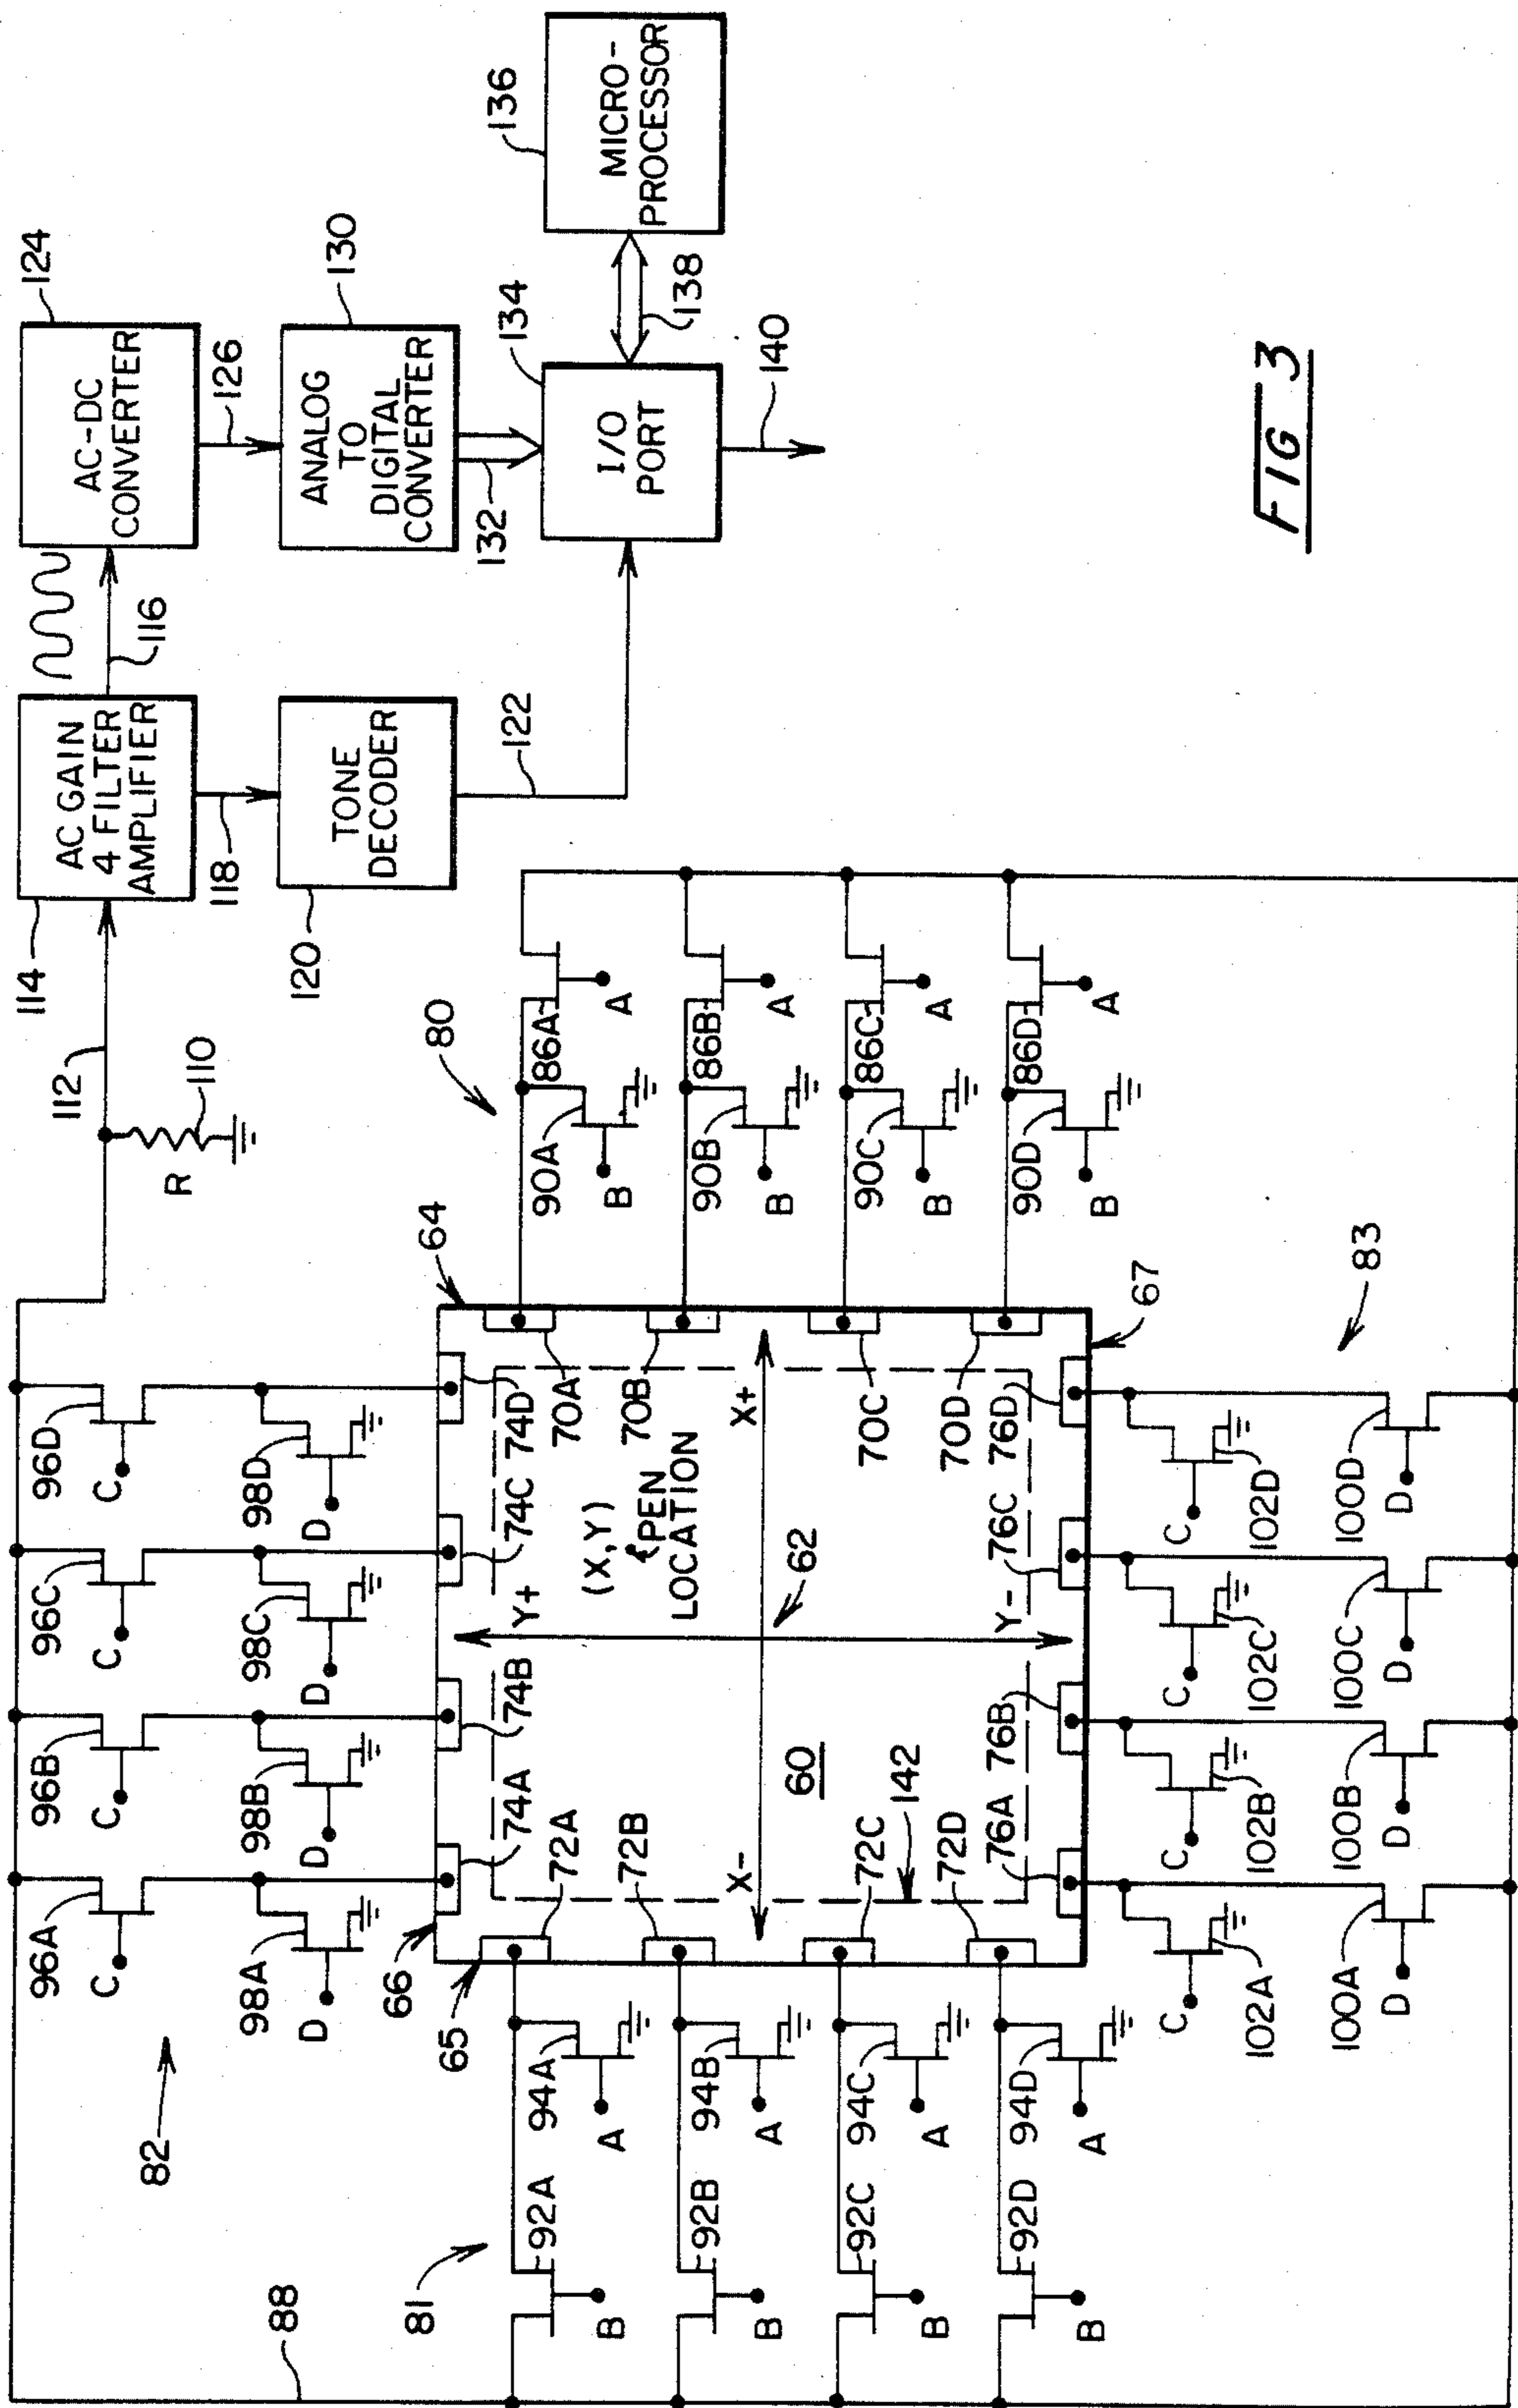 88
82
81
66
65
96A
96B
96C
96D
C
C
C
C
98A
98B
98C
98D
D
D
D
D
112
R
110
114
AC GAIN
4 FILTER
AMPLIFIER
116
118
120
TONE
DECODER
122
124
AC-DC
CONVERTER
126
130
ANALOG
TO
DIGITAL
CONVERTER
132
134
I/O
PORT
136
MICRO-
PROCESSOR
138
140
92A
94A
B
A
92B
94B
B
A
92C
94C
B
A
92D
94D
B
A
74A
74B
74C
74D
72A
72B
72C
72D
Y+
(X,Y)
PEN
LOCATION
X-
X+
62
60
142
Y-
76A
76B
76C
76D
64
70A
70B
70C
70D
67
80
90A
86A
B
A
90B
86B
B
A
90C
86C
B
A
90D
86D
B
A
83
C
C
C
C
102A
102B
102C
102D
100A
100B
100C
100D
D
D
D
D
FIG 3